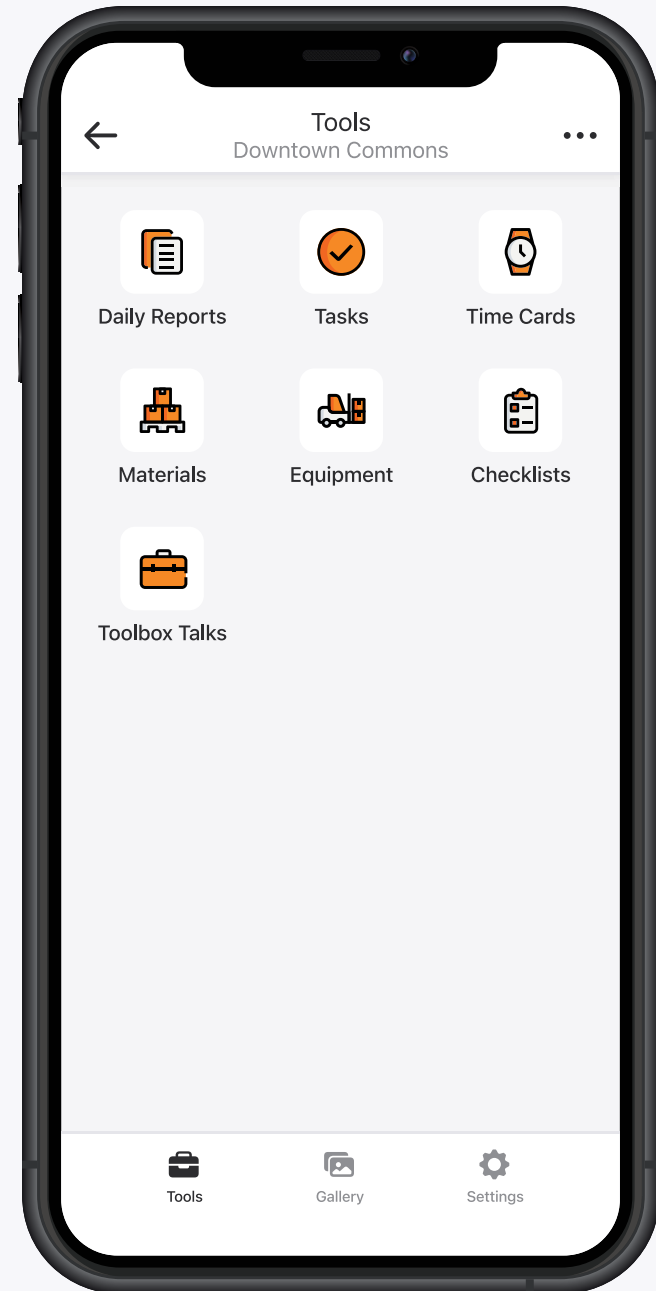 Tools
Downtown Commons
Daily Reports
Tasks
Time Cards
Materials
Equipment
Checklists
Toolbox Talks
Tools
Gallery
Settings